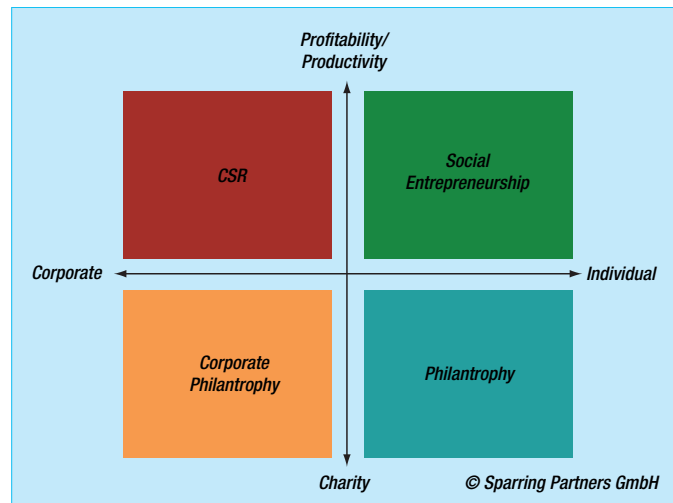 Profitability/
Productivity
CSR
Social
Entrepreneurship
Corporate
Individual
Corporate
Philantrophy
Philantrophy
Charity
© Sparring Partners GmbH